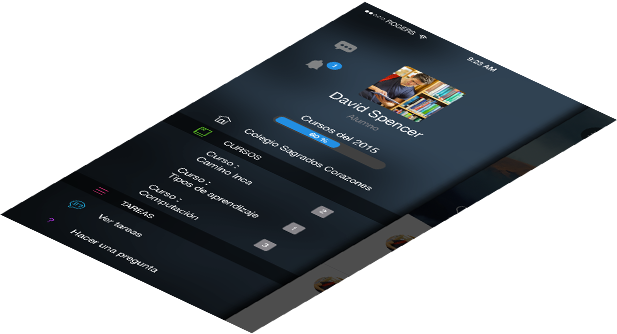 ROGERS
9:23 AM
1
David Spencer
Alumno
Cursos del 2015
60 %
Colegio Sagrados Corazones
CURSOS
Curso :
Camino Inca
2
Curso :
Tipos de aprendizaje
1
Curso :
Computación
3
TAREAS
Ver tareas
?
Hacer una pregunta